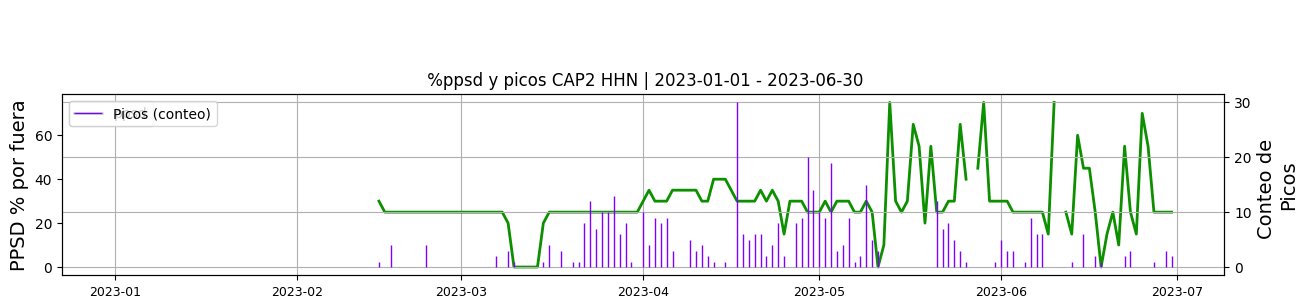 %ppsd y picos CAP2 HHN | 2023-01-01 - 2023-06-30
PPSD % por fuera
60
40
20
0
Picos (conteo)
30
20
10
0
Conteo de
Picos
2023-01 2023-02 2023-03 2023-04 2023-05 2023-06 2023-07